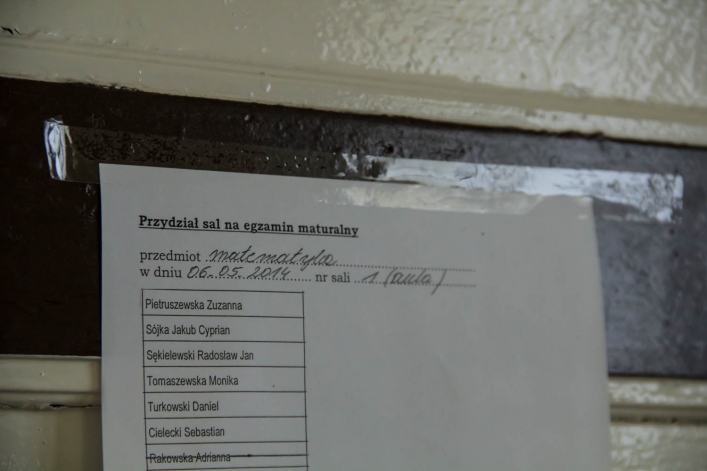 Przydział sal na egzamin maturalny
przedmiot matematyka
w dniu 06.05.2014 nr sali 1 (aula)
Pietruszewska Zuzanna
Sójka Jakub Cyprian
Sękielewski Radosław Jan
Tomaszewska Monika
Turkowski Daniel
Cielecki Sebastian
Rakowska Adrianna